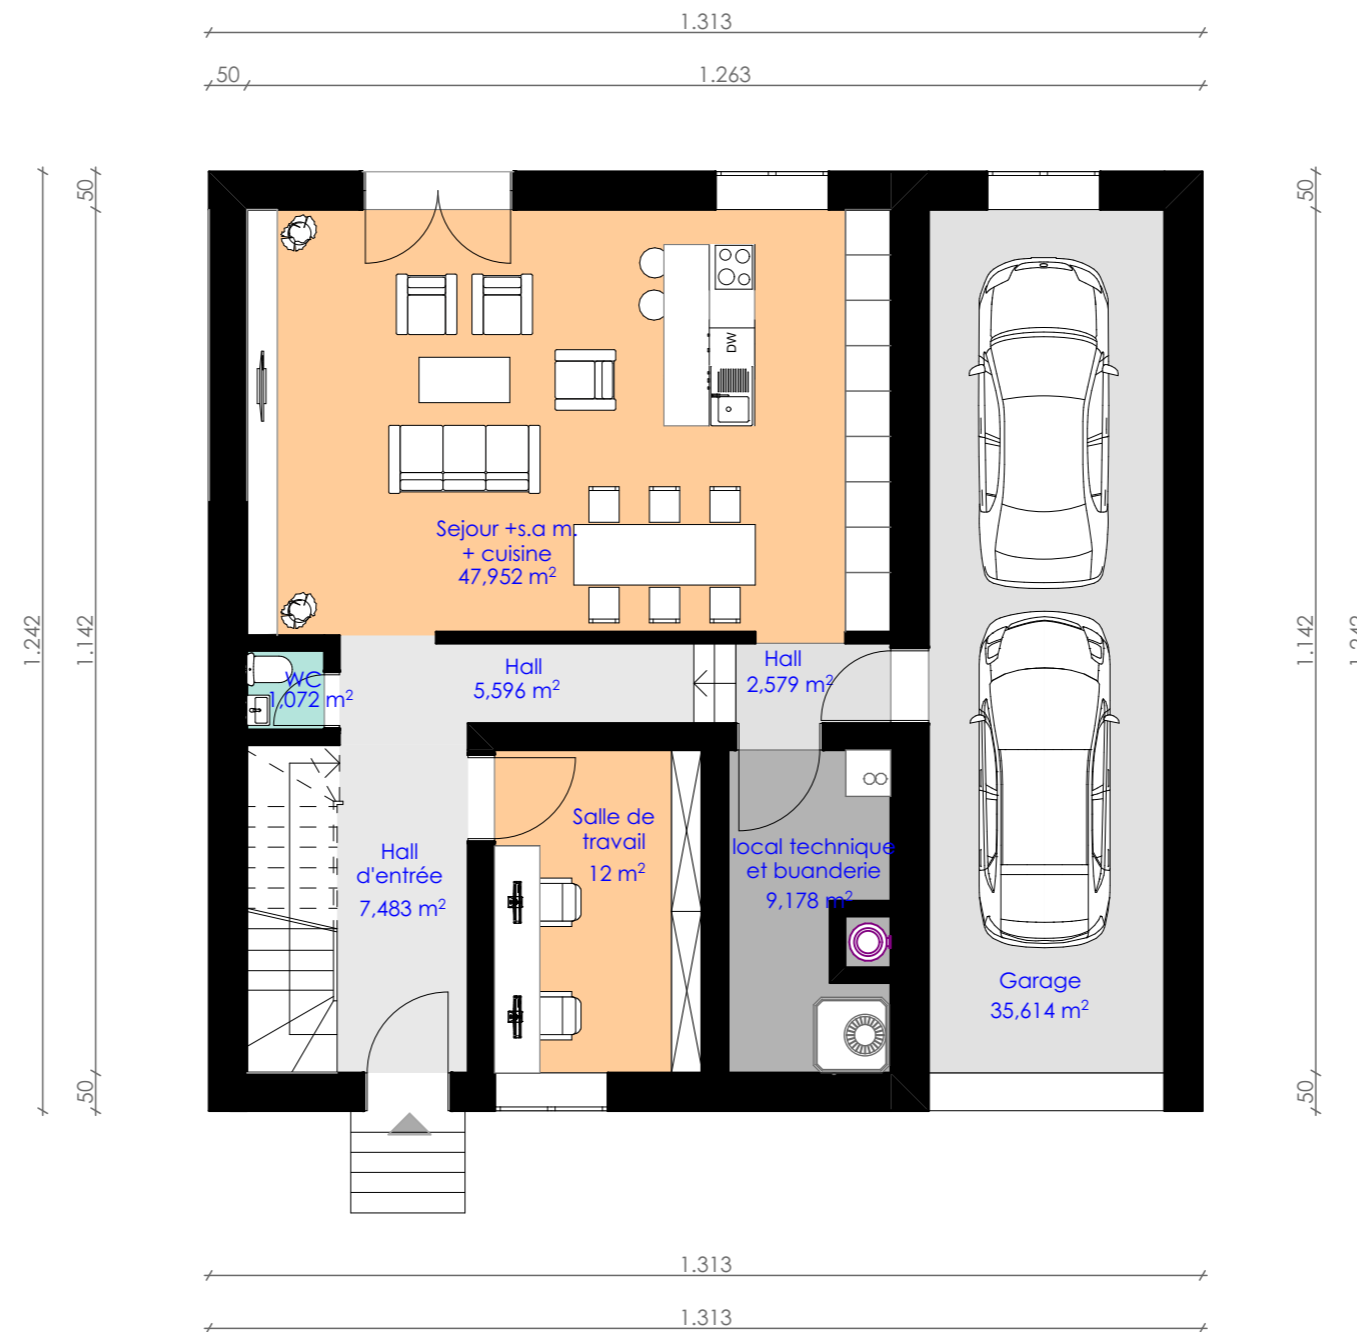 1.313
50
1.263
50
50
DW
Sejour +s.a m.
+ cuisine
47,952 m²
1.242
1.142
1.142
1.242
Hall
5,596 m²
Hall
2,579 m²
WC
1,072 m²
Salle de
travail
12 m²
Hall
d'entrée
7,483 m²
local technique
et buanderie
9,178 m²
Garage
35,614 m²
50
50
1.313
1.313